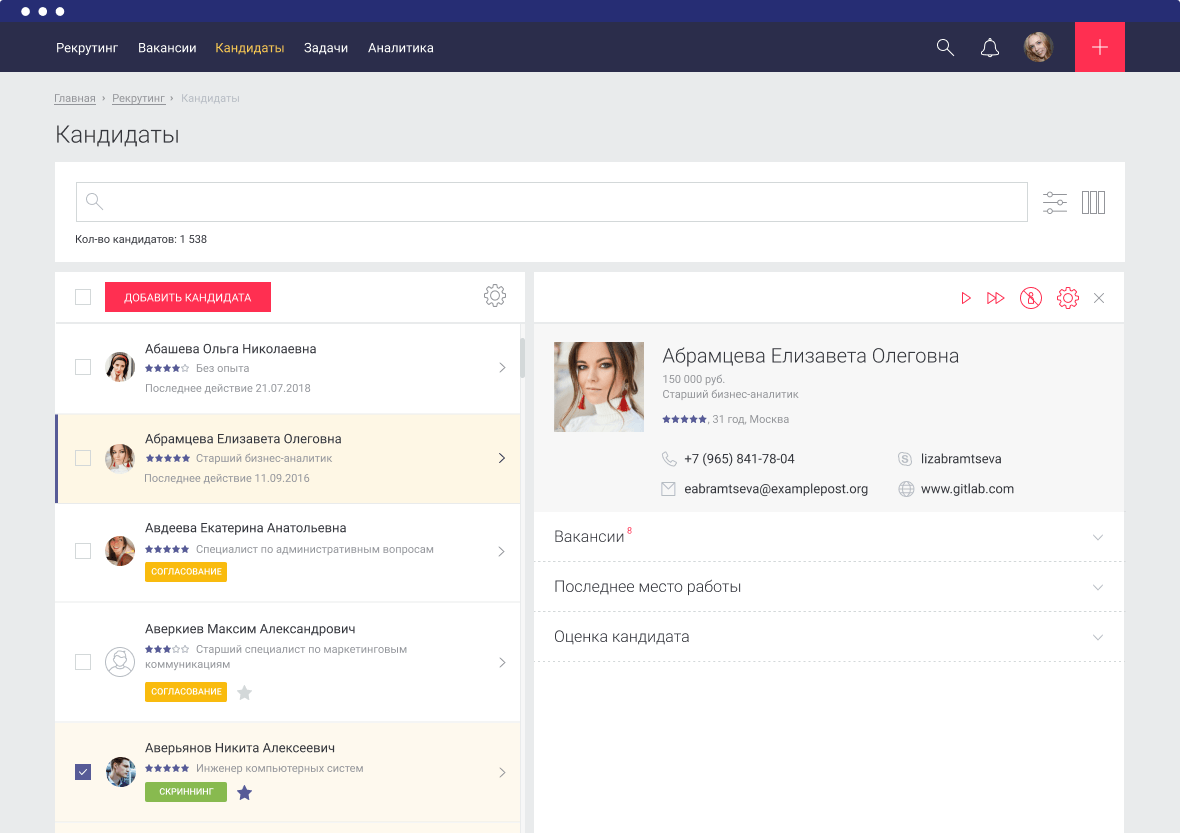 Рекрутинг Вакансии Кандидаты Задачи Аналитика
Главная Рекрутинг Кандидаты
Кандидаты
Кол-во кандидатов: 1 538
ДОБАВИТЬ КАНДИДАТА
Абашева Ольга Николаевна
Без опыта
Последнее действие 21.07.2018
Абрамцева Елизавета Олеговна
Старший бизнес-аналитик
Последнее действие 11.09.2016
Авдеева Екатерина Анатольевна
Специалист по административным вопросам
СОГЛАСОВАНИЕ
Аверкиев Максим Александрович
Старший специалист по маркетинговым
коммуникациям
СОГЛАСОВАНИЕ
Аверьянов Никита Алексеевич
Инженер компьютерных систем
СКРИННИНГ
Абрамцева Елизавета Олеговна
150 000 руб.
Старший бизнес-аналитик
, 31 год, Москва
+7 (965) 841-78-04 lizabramtseva
eabramtseva@examplepost.org www.gitlab.com
Вакансии 8
Последнее место работы
Оценка кандидата